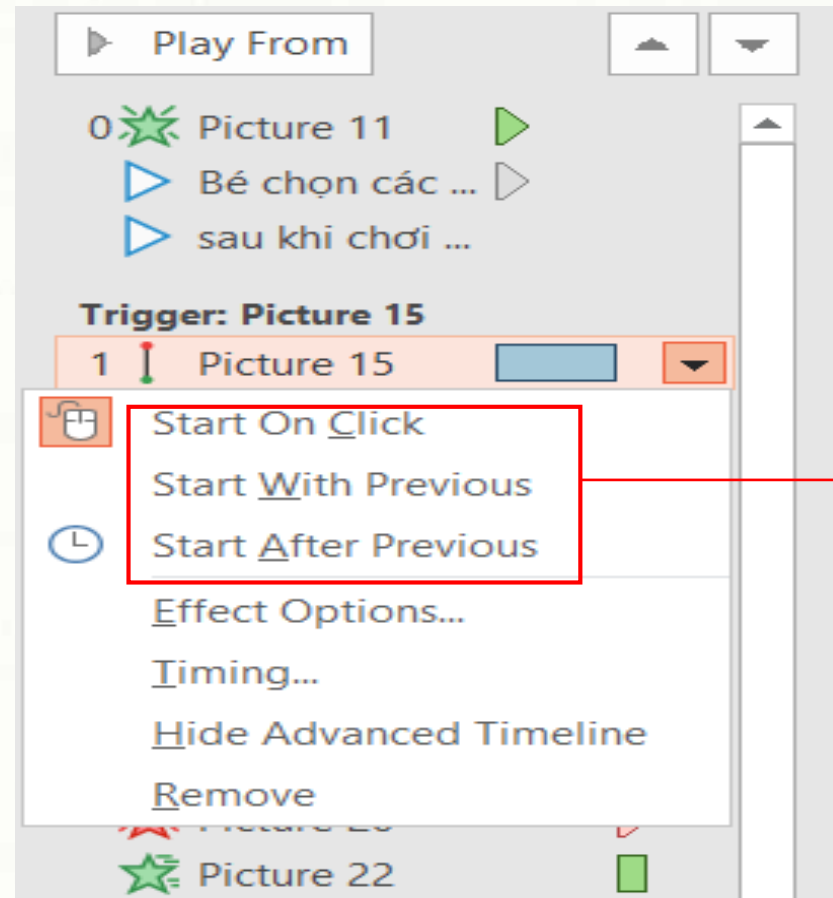 Play From
0 Picture 11
Bé chọn các ...
sau khi chơi ...
Trigger: Picture 15
1 Picture 15
Start On Click
Start With Previous
Start After Previous
Effect Options...
Timing...
Hide Advanced Timeline
Remove
Picture 22